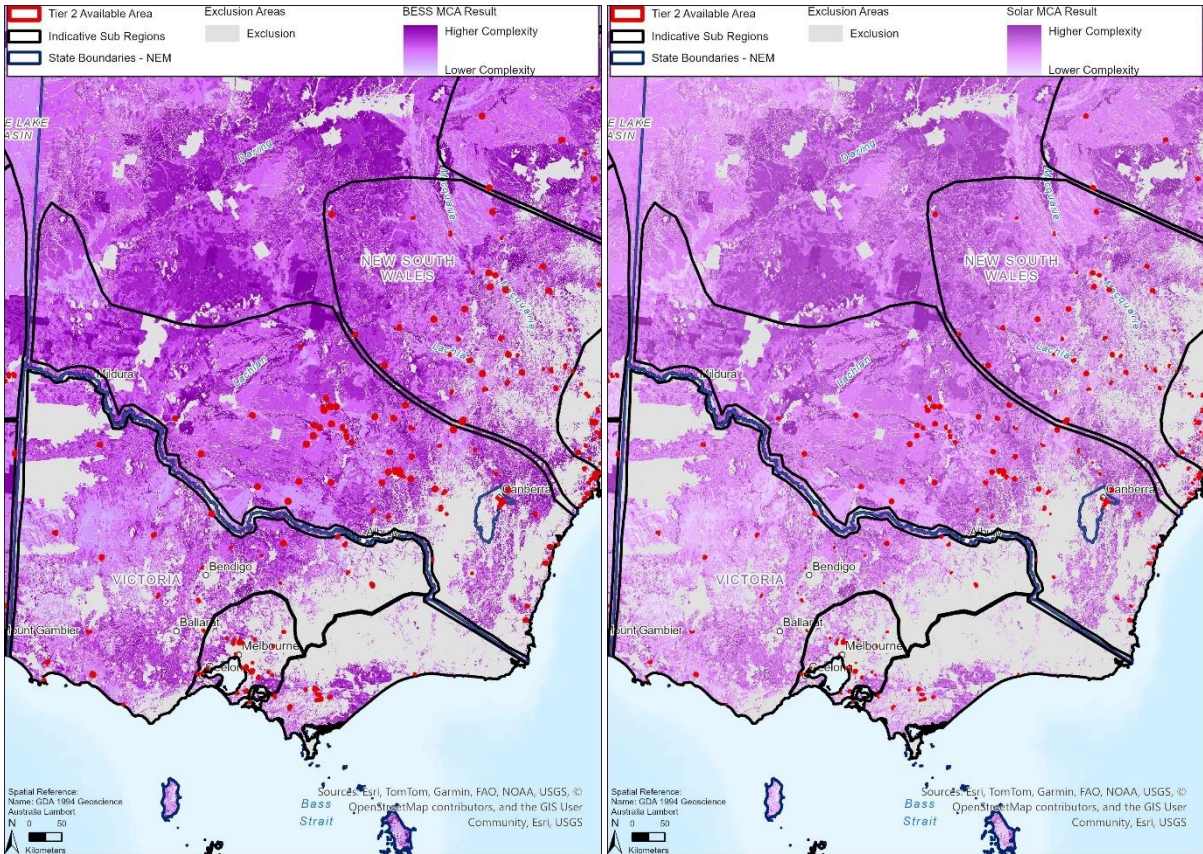 Tier 2 Available Area
Indicative Sub Regions
State Boundaries - NEM
Exclusion Areas
Exclusion
BESS MCA Result
Higher Complexity
Lower Complexity
E LAKE
ASIN
Darling
Macquarie
NEW SOUTH
WALES
Macquarie
Lachlan
Mildura
Canberra
Bendigo
VICTORIA
Ballarat
Mount Gambier
Melbourne
Geelong
Spatial Reference:
Name: GDA 1994 Geoscience
Australia Lambert
N
0 50
Kilometers
Bass
Strait
Sources: Esri, TomTom, Garmin, FAO, NOAA, USGS, ©
OpenStreetMap contributors, and the GIS User
Community, Esri, USGS
Tier 2 Available Area
Indicative Sub Regions
State Boundaries - NEM
Exclusion Areas
Exclusion
Solar MCA Result
Higher Complexity
Lower Complexity
E LAKE
ASIN
Darling
Macquarie
NEW SOUTH
WALES
Macquarie
Lachlan
Mildura
Canberra
Bendigo
VICTORIA
Ballarat
Mount Gambier
Melbourne
Spatial Reference:
Name: GDA 1994 Geoscience
Australia Lambert
N
0 50
Kilometers
Bass
Strait
Sources: Esri, TomTom, Garmin, FAO, NOAA, USGS, ©
OpenStreetMap contributors, and the GIS User
Community, Esri, USGS